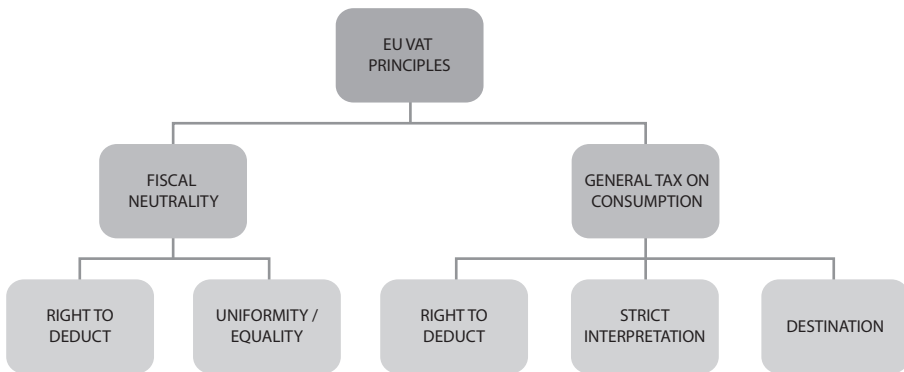 EU VAT
PRINCIPLES
FISCAL
NEUTRALITY
GENERAL TAX ON
CONSUMPTION
RIGHT TO
DEDUCT
UNIFORMITY /
EQUALITY
RIGHT TO
DEDUCT
STRICT
INTERPRETATION
DESTINATION